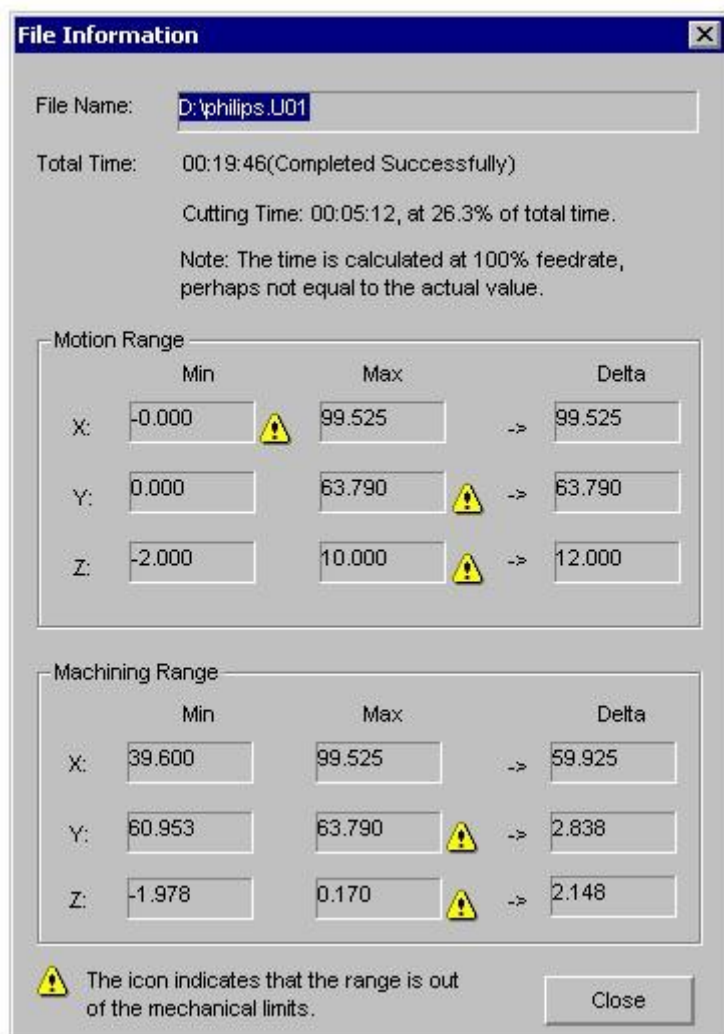 File Information
File Name: D:\philips.U01
Total Time: 00:19:46(Completed Successfully)
Cutting Time: 00:05:12, at 26.3% of total time.
Note: The time is calculated at 100% feedrate,
perhaps not equal to the actual value.
Motion Range
Min Max Delta
X: -0.000 99.525 -> 99.525
Y: 0.000 63.790 -> 63.790
Z: -2.000 10.000 -> 12.000
Machining Range
Min Max Delta
X: 39.600 99.525 -> 59.925
Y: 60.953 63.790 -> 2.838
Z: -1.978 0.170 -> 2.148
The icon indicates that the range is out
of the mechanical limits.
Close